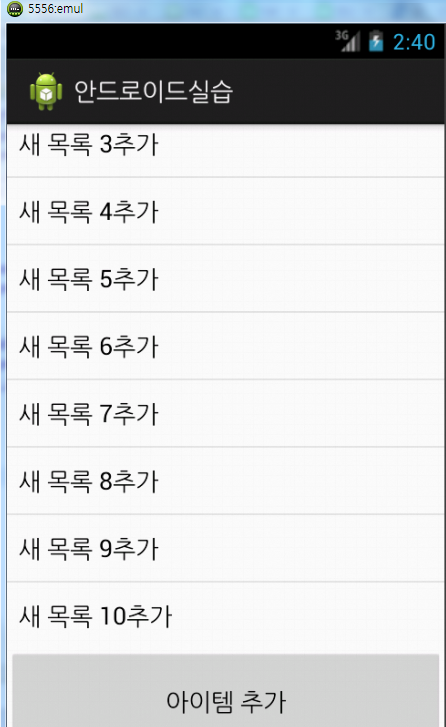 5556:emul
3G 2:40
안드로이드실습
새 목록 3추가
새 목록 4추가
새 목록 5추가
새 목록 6추가
새 목록 7추가
새 목록 8추가
새 목록 9추가
새 목록 10추가
아이템 추가